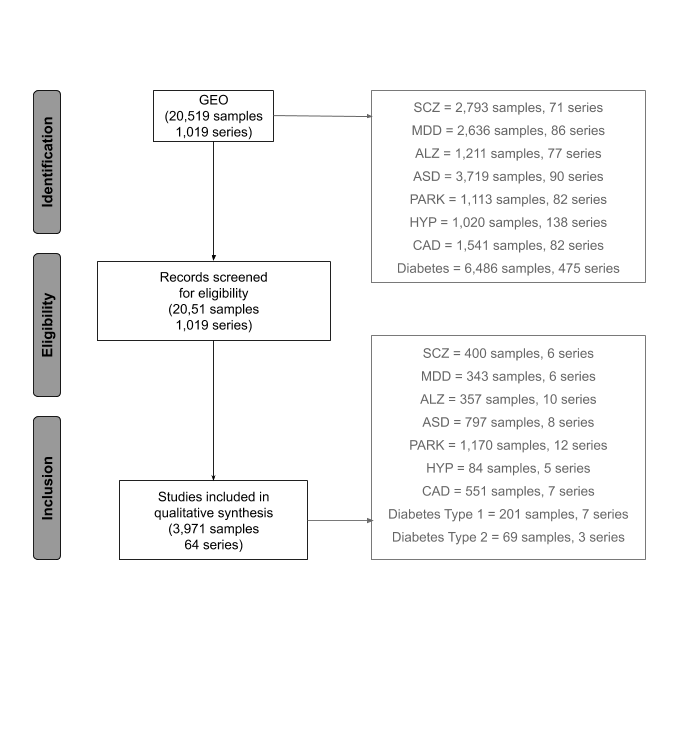 Identification
GEO
(20,519 samples
1,019 series)
SCZ = 2,793 samples, 71 series
MDD = 2,636 samples, 86 series
ALZ = 1,211 samples, 77 series
ASD = 3,719 samples, 90 series
PARK = 1,113 samples, 82 series
HYP = 1,020 samples, 138 series
CAD = 1,541 samples, 82 series
Diabetes = 6,486 samples, 475 series
Eligibility
Records screened
for eligibility
(20,51 samples
1,019 series)
Inclusion
Studies included in
qualitative synthesis
(3,971 samples
64 series)
SCZ = 400 samples, 6 series
MDD = 343 samples, 6 series
ALZ = 357 samples, 10 series
ASD = 797 samples, 8 series
PARK = 1,170 samples, 12 series
HYP = 84 samples, 5 series
CAD = 551 samples, 7 series
Diabetes Type 1 = 201 samples, 7 series
Diabetes Type 2 = 69 samples, 3 series